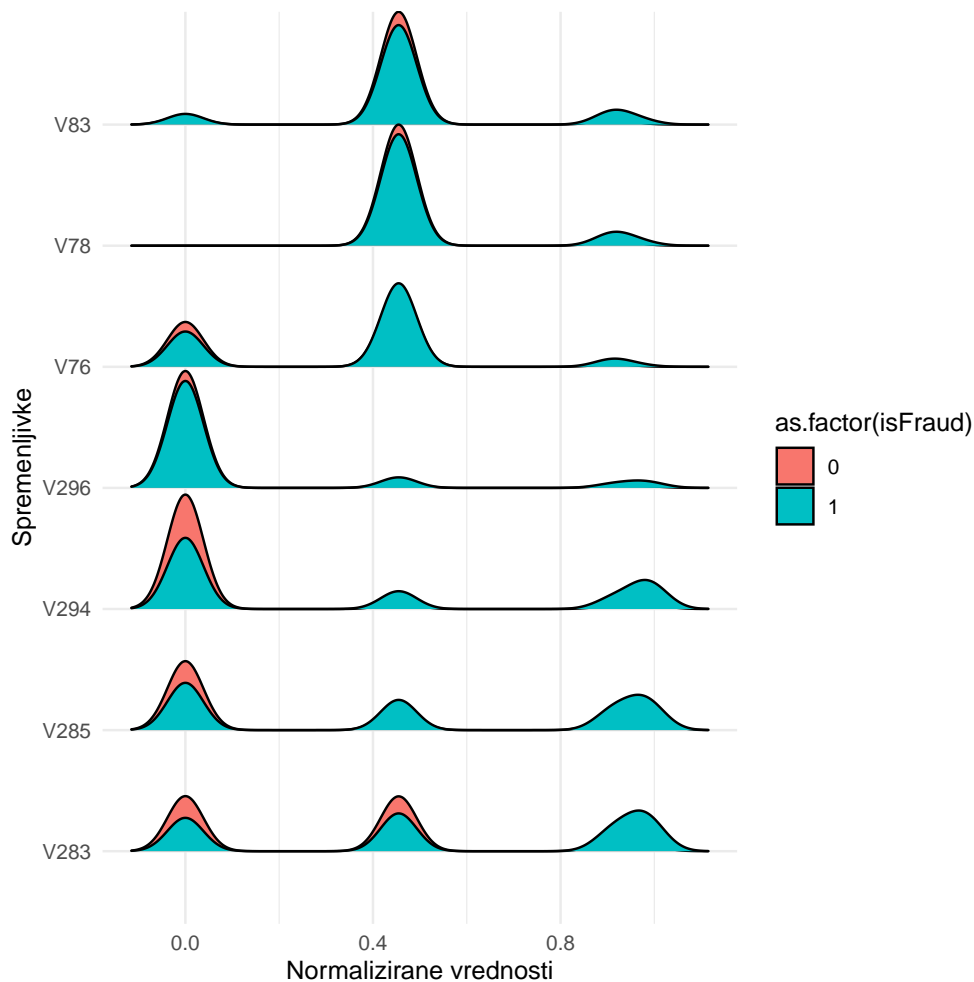 V83
V78
V76
V296
V294
V285
V283
Spremenljivke
0.0
0.4
0.8
Normalizirane vrednosti
as.factor(isFraud)
0
1